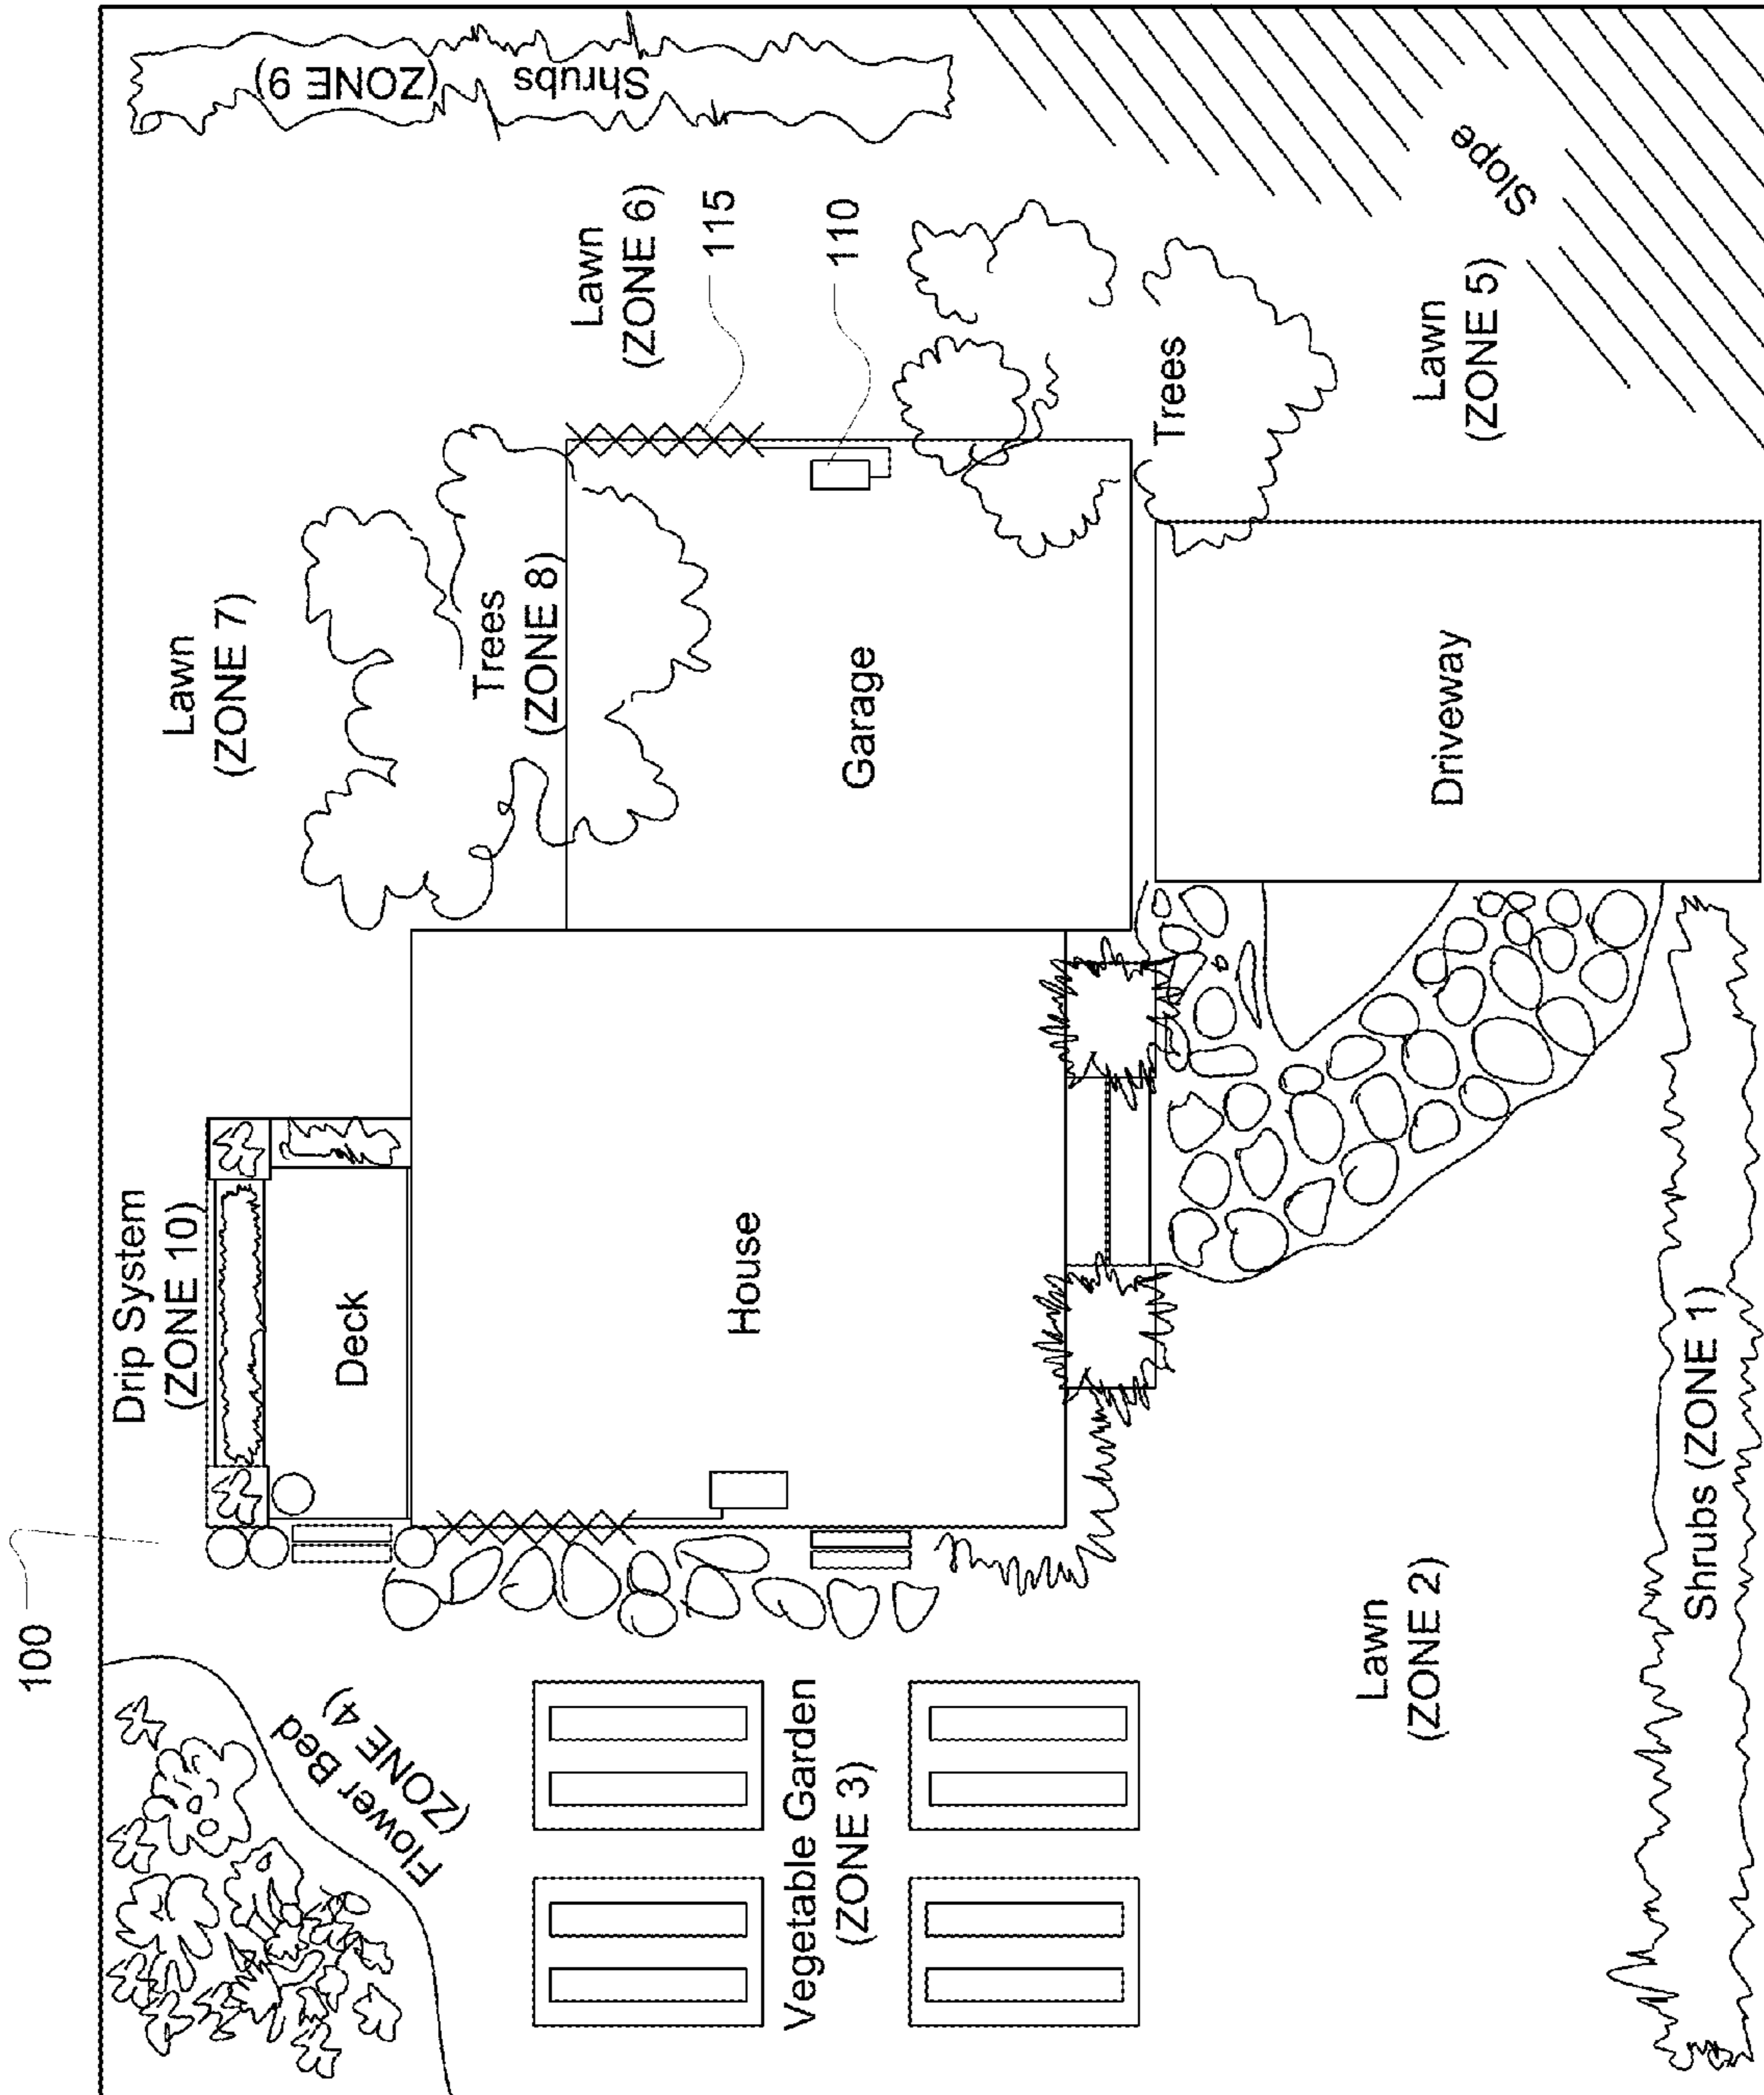 100
Flower Bed
(ZONE 4)
Drip System
(ZONE 10)
Deck
Lawn
(ZONE 7)
Trees
(ZONE 8)
Shrubs (ZONE 9)
Lawn
(ZONE 6)
115
110
Vegetable Garden
(ZONE 3)
House
Garage
Trees
Slope
Lawn
(ZONE 5)
Driveway
Lawn
(ZONE 2)
Shrubs (ZONE 1)